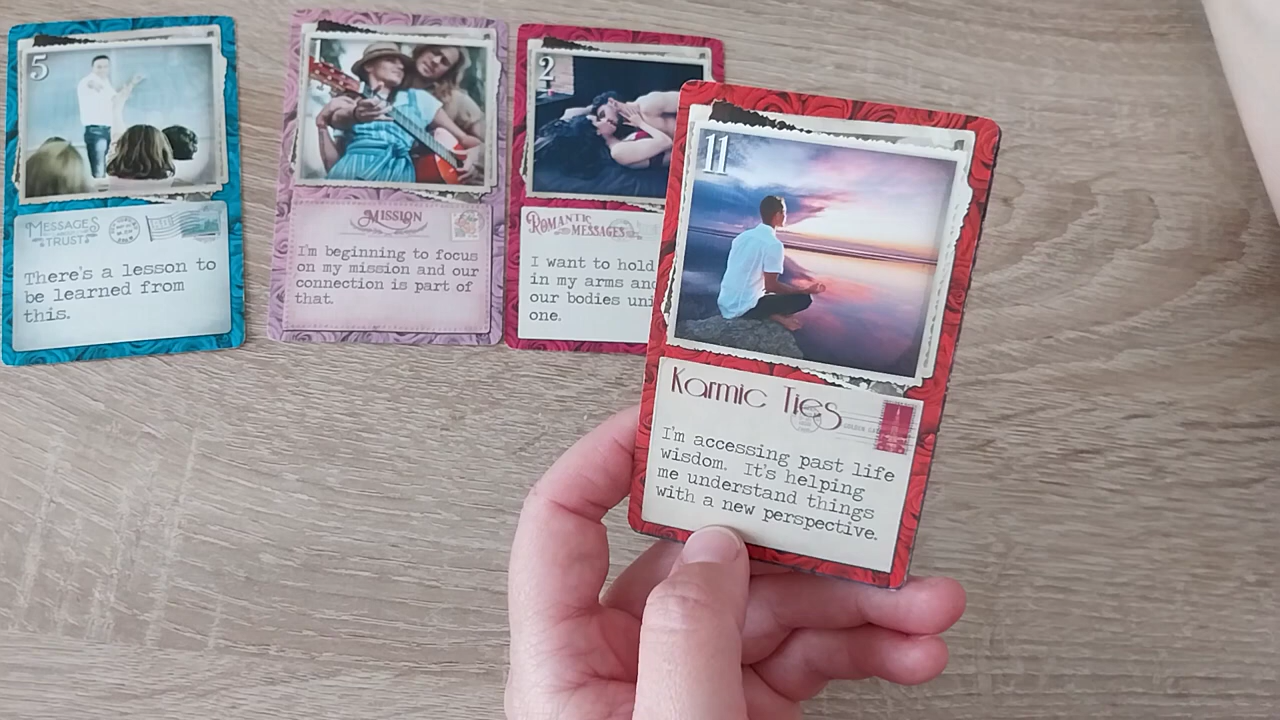 5
MESSAGES
TRUST
There's a lesson to
be learned from
this.
1
MISSION
I'm beginning to focus
on my mission and our
connection is part of
that.
2
ROMANTIC
MESSAGES
I want to hold
in my arms and
our bodies uni
one.
11
Karmic Ties
I'm accessing past life
wisdom. It's helping
me understand things
with a new perspective.